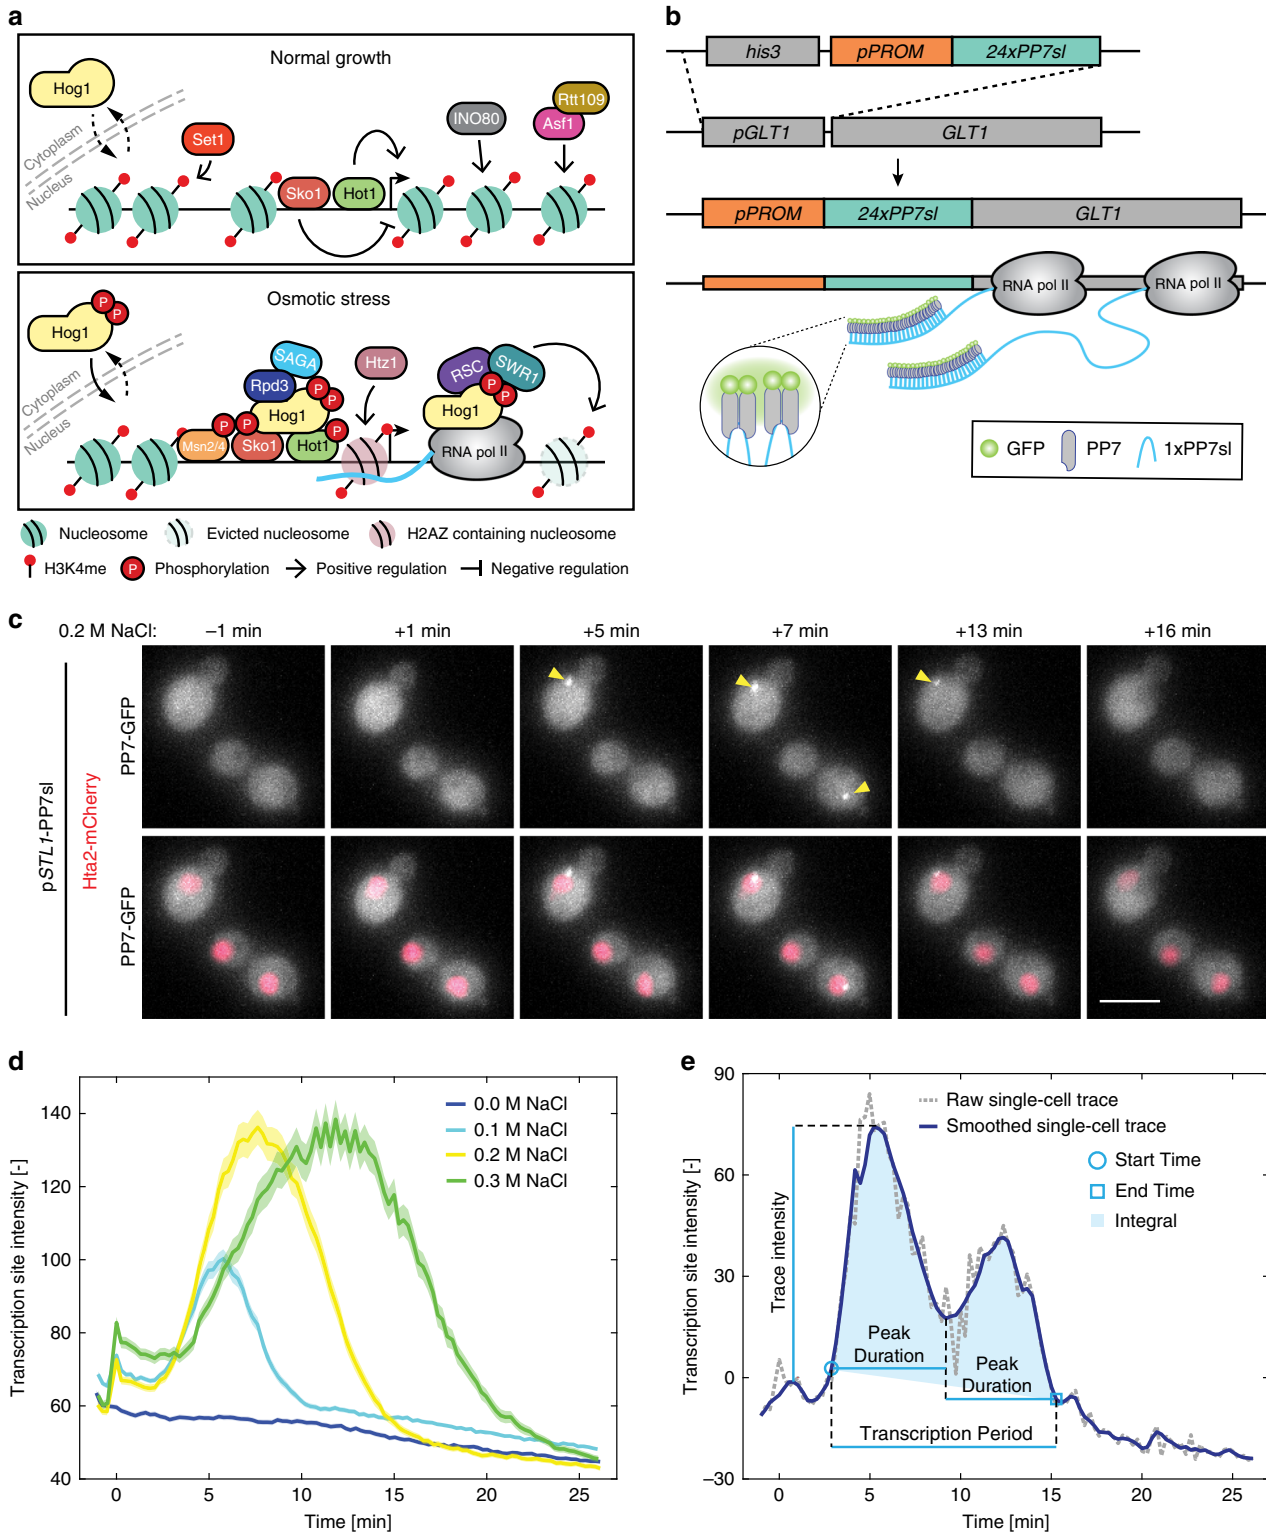 a
Normal growth
Hog1
Cytoplasm
Nucleus
Set1
Sko1
Hot1
INO80
Rtt109
Asf1
Osmotic stress
Hog1
P
P
Cytoplasm
Nucleus
SAGA
Rpd3
Hog1
P
P
P
P
P
Msn2/4
Sko1
Hot1
Htz1
RSC
SWR1
P
P
Hog1
RNA pol II
Nucleosome
Evicted nucleosome
H2AZ containing nucleosome
H3K4me
P
Phosphorylation
Positive regulation
Negative regulation
b
his3
pPROM
24xPP7sl
pGLT1
GLT1
pPROM
24xPP7sl
GLT1
RNA pol II
RNA pol II
GFP
PP7
1xPP7sl
c
0.2 M NaCl:
–1 min
+1 min
+5 min
+7 min
+13 min
+16 min
pSTL1-PP7sl
Hta2-mCherry
PP7-GFP
PP7-GFP
d
Transcription site intensity [-]
140
120
100
80
60
40
0
5
10
15
20
25
Time [min]
0.0 M NaCl
0.1 M NaCl
0.2 M NaCl
0.3 M NaCl
e
Transcription site intensity [-]
90
60
30
0
–30
0
5
10
15
20
25
Time [min]
Raw single-cell trace
Smoothed single-cell trace
Start Time
End Time
Integral
Trace intensity
Peak
Duration
Peak
Duration
Transcription Period